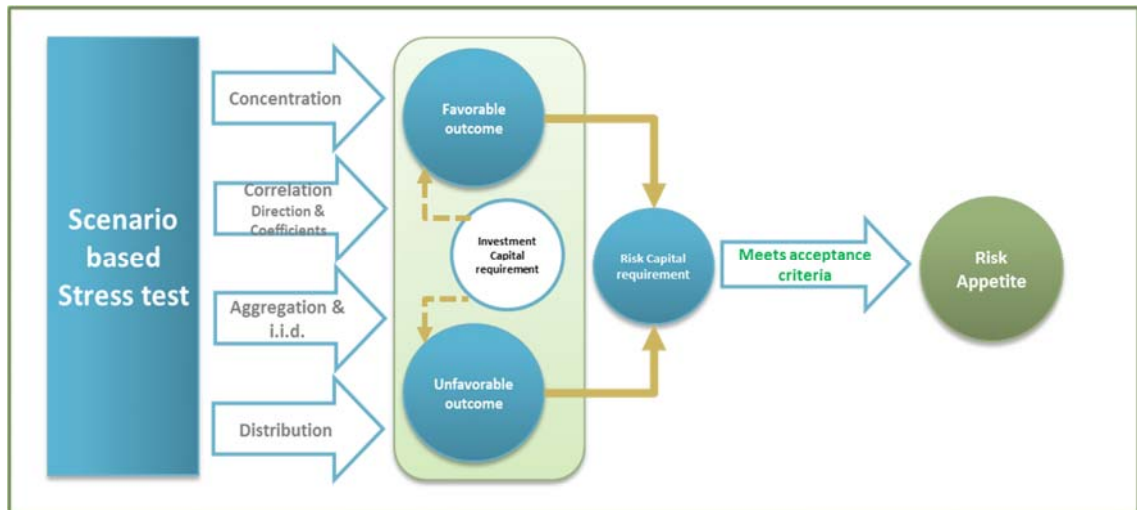 Scenario
based
Stress test
Concentration
Correlation
Direction &
Coefficients
Aggregation &
i.i.d.
Distribution
Favorable
outcome
Investment
Capital
requirement
Unfavorable
outcome
Risk Capital
requirement
Meets acceptance
criteria
Risk
Appetite